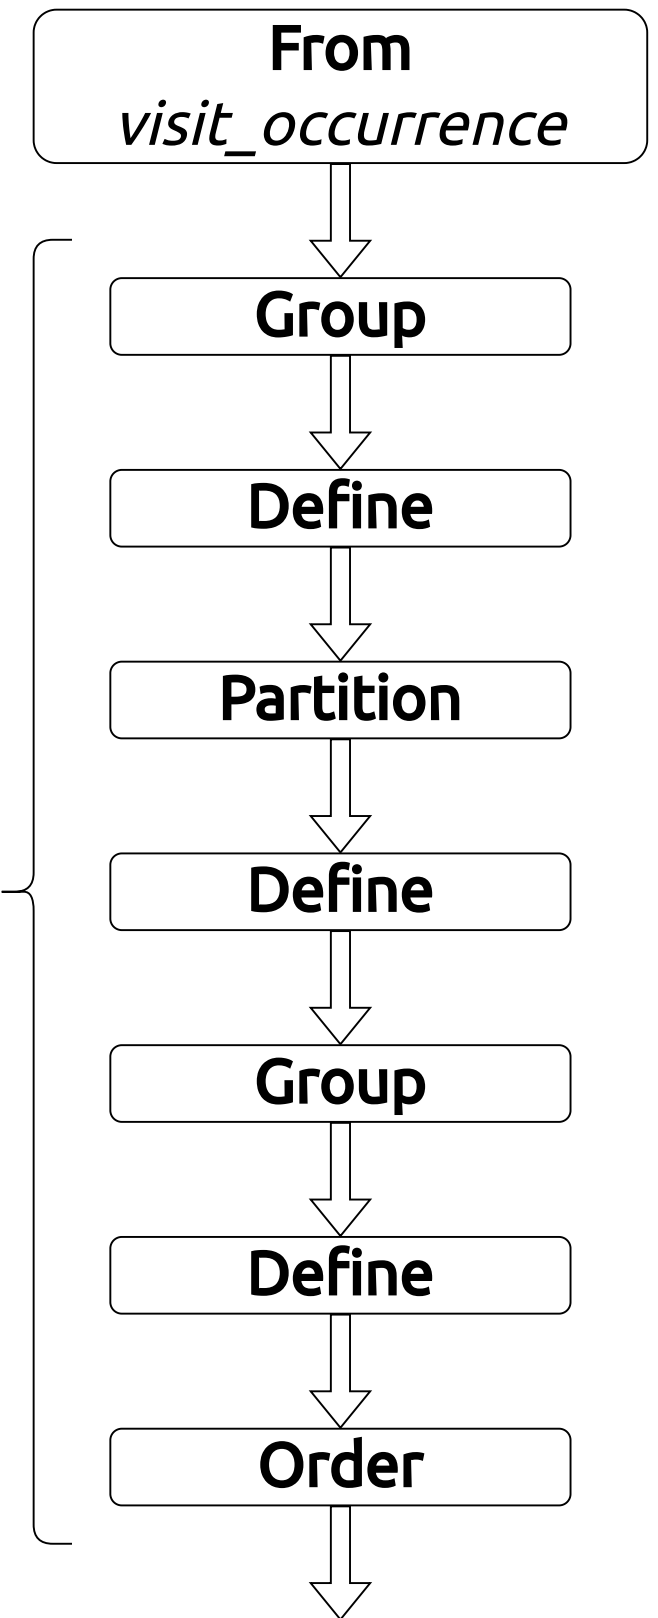 From
visit_occurrence
Group
Define
Partition
Define
Group
Define
Order